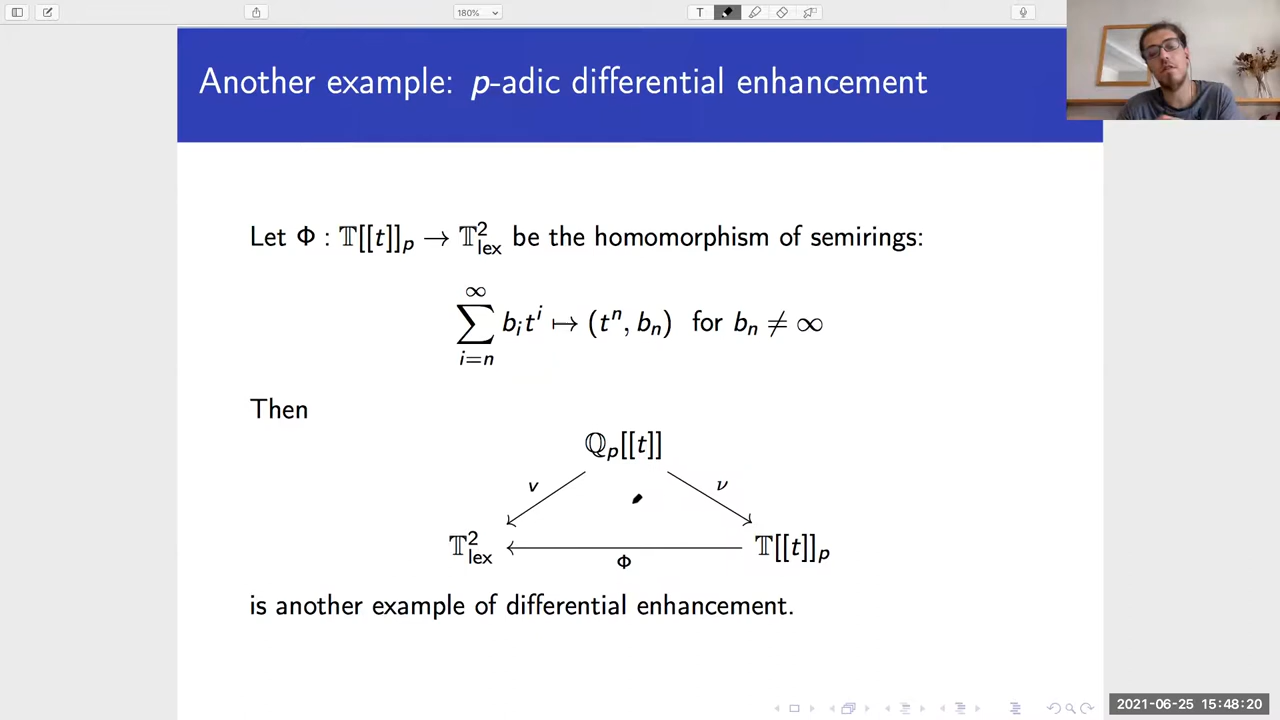 180%
T
Another example: p-adic differential enhancement
Let Φ : 𝕋[[t]]ₚ → 𝕋²lex be the homomorphism of semirings:
∑_{i=n}^{∞} bᵢtⁱ ↦ (tⁿ, bₙ) for bₙ ≠ ∞
Then
ℚₚ[[t]]
v ν
𝕋²lex 𝕋[[t]]ₚ
Φ
is another example of differential enhancement.
2021-06-25 15:48:20